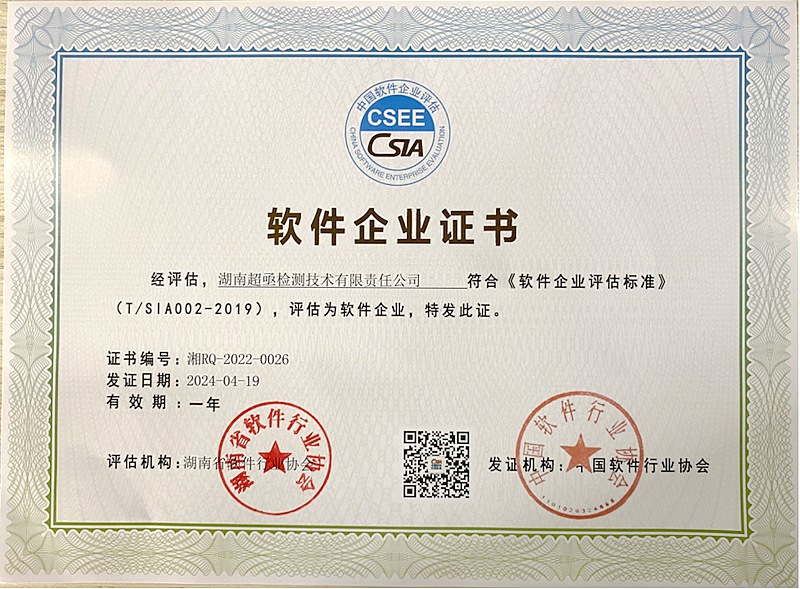 中国软件企业评估
CSEE
CSIA
CHINA SOFTWARE ENTERPRISE EVALUATION
软件企业证书
经评估，湖南超亟检测技术有限责任公司 符合《软件企业评估标准》
（T/SIA002-2019），评估为软件企业，特发此证。
证书编号：湘RQ-2022-0026
发证日期：2024-04-19
有效期：一年
评估机构：湖南省软件行业协会
湖南省软件行业协会
发证机构：中国软件行业协会
中国软件行业协会